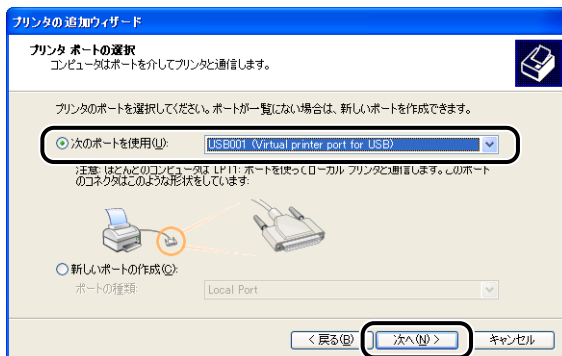 プリンタの追加ウィザード
プリンタ ポートの選択
コンピュータはポートを介してプリンタと通信します。
プリンタのポートを選択してください。ポートが一覧にない場合は、新しいポートを作成できます。
次のポートを使用(U):
USB001 (Virtual printer port for USB)
注意: ほとんどのコンピュータは LPT1: ポートを使ってローカル プリンタと通信します。このポート
のコネクタはこのような形状をしています:
新しいポートの作成(C):
ポートの種類:
Local Port
< 戻る(B)
次へ(N) >
キャンセル